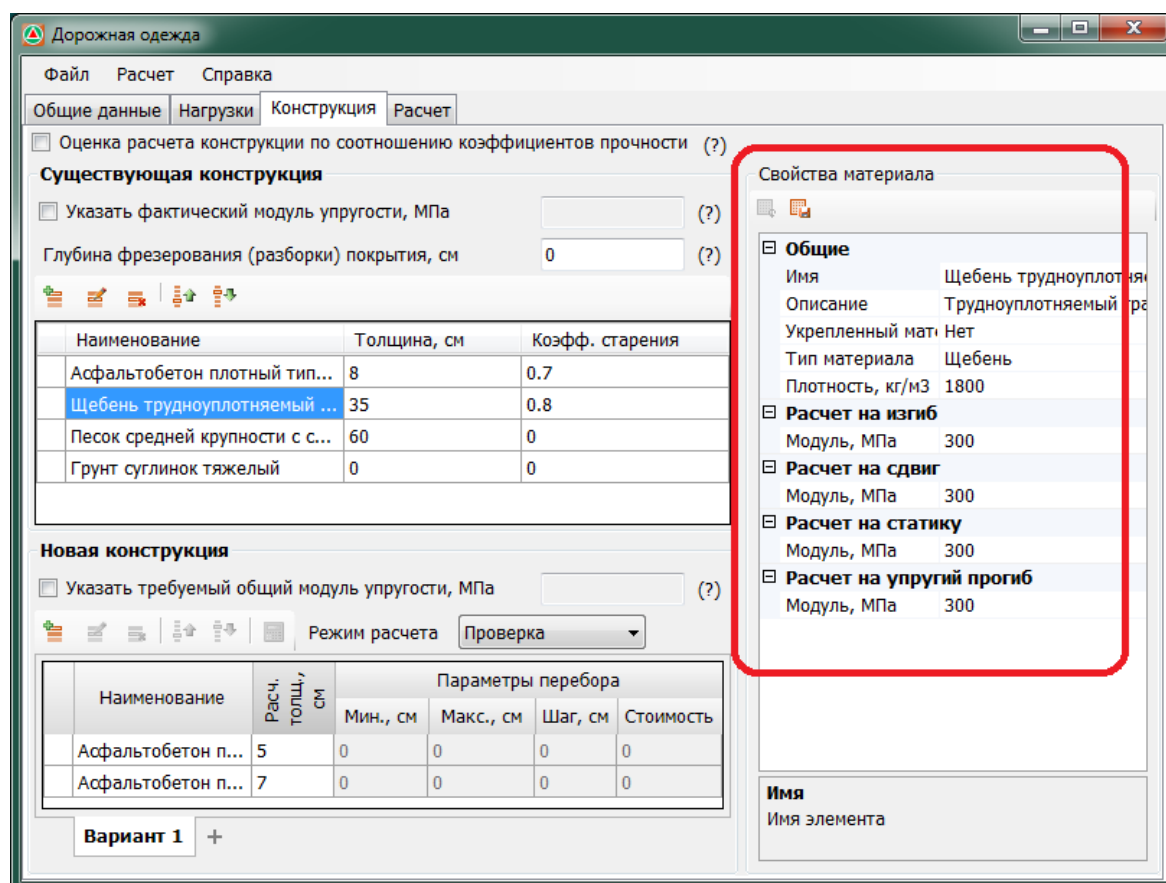 Дорожная одежда
Файл Расчет Справка
Общие данные Нагрузки Конструкция Расчет
Оценка расчета конструкции по соотношению коэффициентов прочности (?)
Существующая конструкция
Указать фактический модуль упругости, МПа (?)
Глубина фрезерования (разборки) покрытия, см 0 (?)
Наименование Толщина, см Коэфф. старения
Асфальтобетон плотный тип... 8 0.7
Щебень трудноуплотняемый ... 35 0.8
Песок средней крупности с с... 60 0
Грунт суглинок тяжелый 0 0
Новая конструкция
Указать требуемый общий модуль упругости, МПа (?)
Режим расчета Проверка
Наименование Расч. толщ., см Параметры перебора
Мин., см Макс., см Шаг, см Стоимость
Асфальтобетон п... 5 0 0 0 0
Асфальтобетон п... 7 0 0 0 0
Вариант 1 +
Свойства материала
Общие
Имя Щебень трудноуплотняе
Описание Трудноуплотняемый гра
Укрепленный мате Нет
Тип материала Щебень
Плотность, кг/м3 1800
Расчет на изгиб
Модуль, МПа 300
Расчет на сдвиг
Модуль, МПа 300
Расчет на статику
Модуль, МПа 300
Расчет на упругий прогиб
Модуль, МПа 300
Имя
Имя элемента